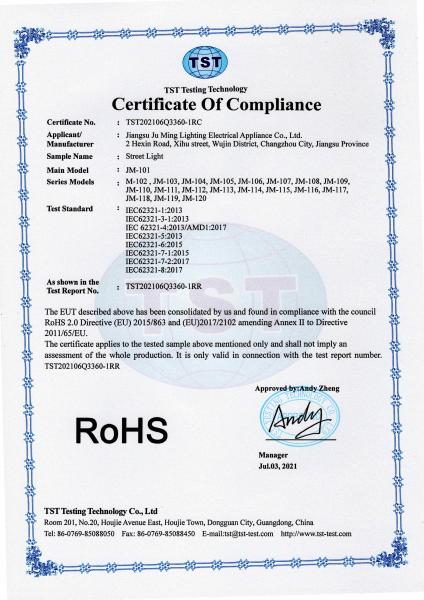 TST
TST Testing Technology
Certificate Of Compliance
Certificate No. : TST202106Q3360-1RC
Applicant/ : Jiangsu Ju Ming Lighting Electrical Appliance Co., Ltd.
Manufacturer 2 Hexin Road, Xihu street, Wujin District, Changzhou City, Jiangsu Province
Sample Name : Street Light
Main Model : JM-101
Series Models : M-102 , JM-103, JM-104, JM-105, JM-106, JM-107, JM-108, JM-109,
JM-110, JM-111, JM-112, JM-113, JM-114, JM-115, JM-116, JM-117,
JM-118, JM-119, JM-120
Test Standard : IEC62321-1:2013
IEC62321-3-1:2013
IEC 62321-4:2013/AMD1:2017
IEC62321-5:2013
IEC62321-6:2015
IEC62321-7-1:2015
IEC62321-7-2:2017
IEC62321-8:2017
As shown in the
Test Report No. : TST202106Q3360-1RR
TST
The EUT described above has been consolidated by us and found in compliance with the council
RoHS 2.0 Directive (EU) 2015/863 and (EU)2017/2102 amending Annex II to Directive
2011/65/EU.
The certificate applies to the tested sample above mentioned only and shall not imply an
assessment of the whole production. It is only valid in connection with the test report number.
TST202106Q3360-1RR
Approved by:Andy Zheng
Andy
RoHS
Manager
Jul.03, 2021
TST Testing Technology Co., Ltd
Room 201, No.20, Houjie Avenue East, Houjie Town, Dongguan City, Guangdong, China
Tel: 86-0769-85088050 Fax: 86-0769-85088450 E-mail:tst@tst-test.com http://www.tst-test.com